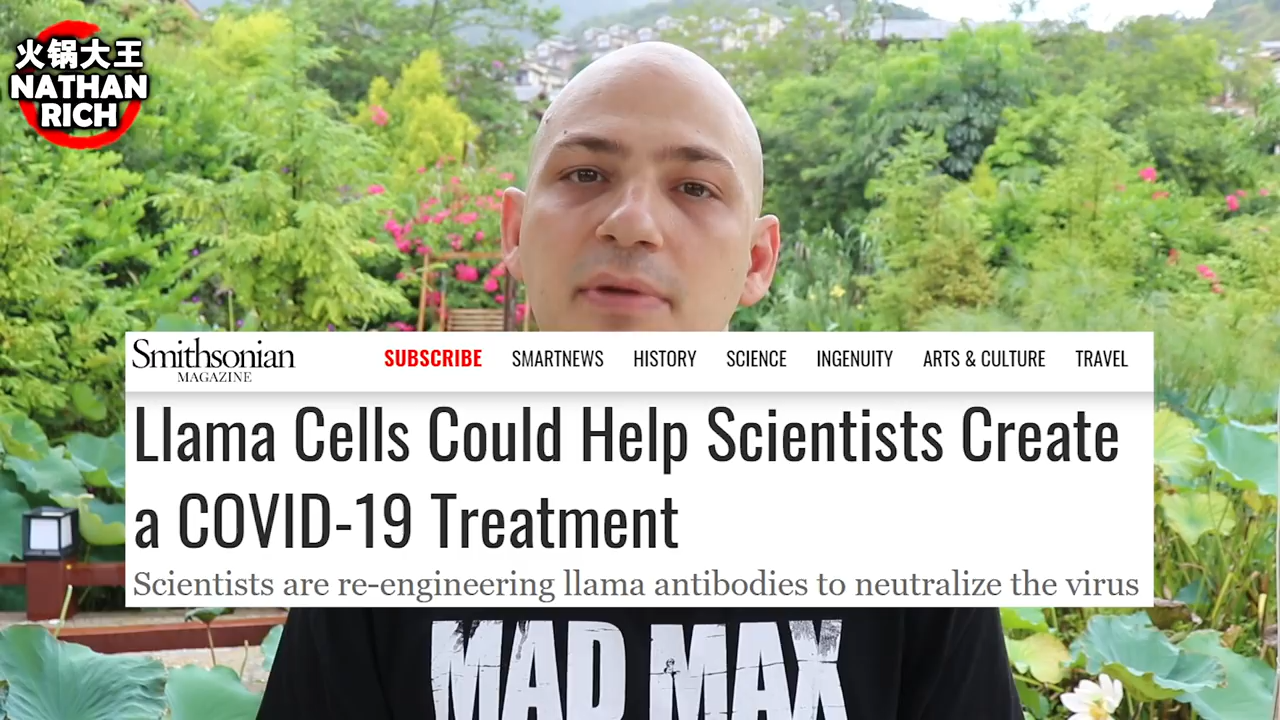 火锅大王
NATHAN
RICH
Smithsonian
MAGAZINE
SUBSCRIBE SMARTNEWS HISTORY SCIENCE INGENUITY ARTS & CULTURE TRAVEL
Llama Cells Could Help Scientists Create
a COVID-19 Treatment
Scientists are re-engineering llama antibodies to neutralize the virus
MAD MAX